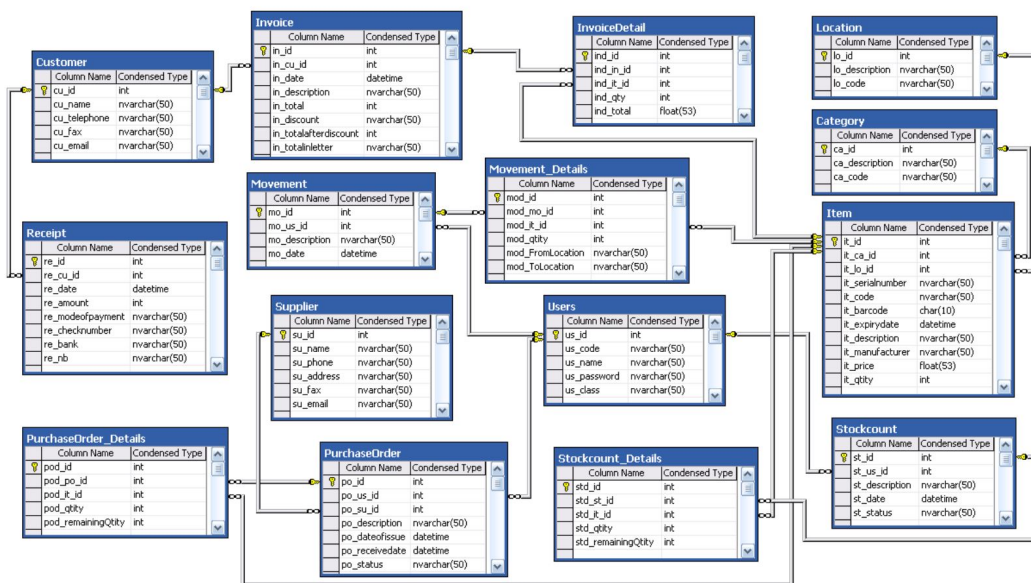 Invoice
Column Name Condensed Type
in_id int
in_cu_id int
in_date datetime
in_description nvarchar(50)
in_total int
in_discount nvarchar(50)
in_totalafterdiscount int
in_totalinletter nvarchar(50)
InvoiceDetail
Column Name Condensed Type
ind_id int
ind_in_id int
ind_it_id int
ind_qty int
ind_total float(53)
Location
Column Name Condensed Type
lo_id int
lo_description nvarchar(50)
lo_code nvarchar(50)
Customer
Column Name Condensed Type
cu_id int
cu_name nvarchar(50)
cu_telephone nvarchar(50)
cu_fax nvarchar(50)
cu_email nvarchar(50)
Category
Column Name Condensed Type
ca_id int
ca_description nvarchar(50)
ca_code nvarchar(50)
Movement
Column Name Condensed Type
mo_id int
mo_us_id int
mo_description nvarchar(50)
mo_date datetime
Movement_Details
Column Name Condensed Type
mod_id int
mod_mo_id int
mod_it_id int
mod_qtity int
mod_FromLocation nvarchar(50)
mod_ToLocation nvarchar(50)
Item
Column Name Condensed Type
it_id int
it_ca_id int
it_lo_id int
it_serialnumber nvarchar(50)
it_code nvarchar(50)
it_barcode char(10)
it_expirydate datetime
it_description nvarchar(50)
it_manufacturer nvarchar(50)
it_price float(53)
it_qtity int
Receipt
Column Name Condensed Type
re_id int
re_cu_id int
re_date datetime
re_amount int
re_modeofpayment nvarchar(50)
re_checknumber nvarchar(50)
re_bank nvarchar(50)
re_nb nvarchar(50)
Supplier
Column Name Condensed Type
su_id int
su_name nvarchar(50)
su_phone nvarchar(50)
su_address nvarchar(50)
su_fax nvarchar(50)
su_email nvarchar(50)
Users
Column Name Condensed Type
us_id int
us_code nvarchar(50)
us_name nvarchar(50)
us_password nvarchar(50)
us_class nvarchar(50)
PurchaseOrder_Details
Column Name Condensed Type
pod_id int
pod_po_id int
pod_it_id int
pod_qtity int
pod_remainingQtity int
PurchaseOrder
Column Name Condensed Type
po_id int
po_us_id int
po_su_id int
po_description nvarchar(50)
po_dateofissue datetime
po_receivedate datetime
po_status nvarchar(50)
Stockcount_Details
Column Name Condensed Type
std_id int
std_st_id int
std_it_id int
std_qtity int
std_remainingQtity int
Stockcount
Column Name Condensed Type
st_id int
st_us_id int
st_description nvarchar(50)
st_date datetime
st_status nvarchar(50)